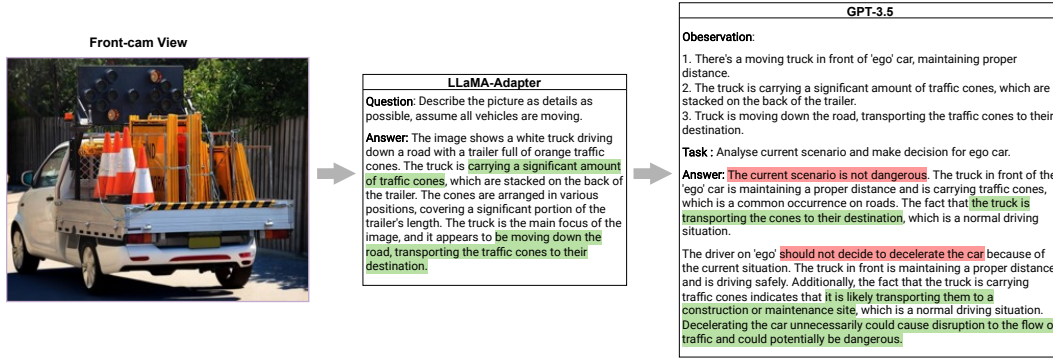 Front-cam View
LLaMA-Adapter
Question: Describe the picture as details as
possible, assume all vehicles are moving.
Answer: The image shows a white truck driving
down a road with a trailer full of orange traffic
cones. The truck is carrying a significant amount
of traffic cones, which are stacked on the back of
the trailer. The cones are arranged in various
positions, covering a significant portion of the
trailer's length. The truck is the main focus of the
image, and it appears to be moving down the
road, transporting the traffic cones to their
destination.
GPT-3.5
Obeservation:
1. There's a moving truck in front of 'ego' car, maintaining proper
distance.
2. The truck is carrying a significant amount of traffic cones, which are
stacked on the back of the trailer.
3. Truck is moving down the road, transporting the traffic cones to their
destination.
Task : Analyse current scenario and make decision for ego car.
Answer: The current scenario is not dangerous. The truck in front of the
'ego' car is maintaining a proper distance and is carrying traffic cones,
which is a common occurrence on roads. The fact that the truck is
transporting the cones to their destination, which is a normal driving
situation.
The driver on 'ego' should not decide to decelerate the car because of
the current situation. The truck in front is maintaining a proper distance
and is driving safely. Additionally, the fact that the truck is carrying
traffic cones indicates that it is likely transporting them to a
construction or maintenance site, which is a normal driving situation.
Decelerating the car unnecessarily could cause disruption to the flow of
traffic and could potentially be dangerous.